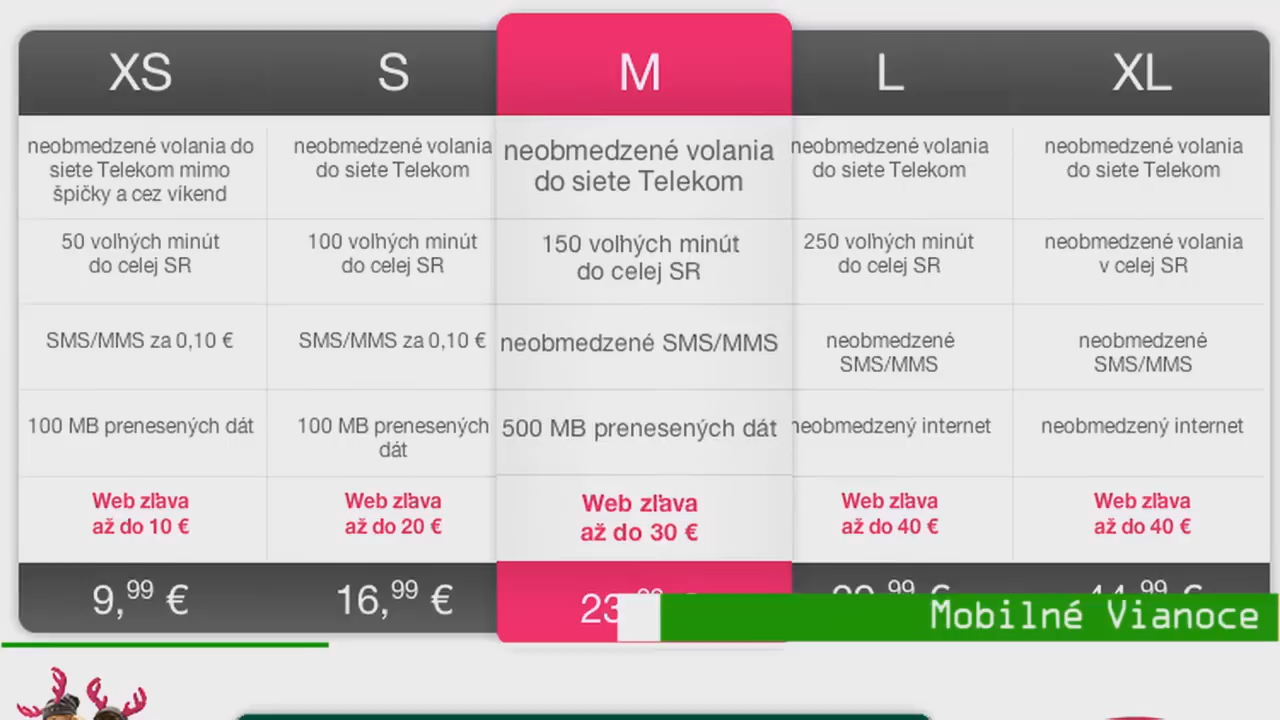 XS
S
M
L
XL
neobmedzené volania do
siete Telekom mimo
špičky a cez víkend
neobmedzené volania
do siete Telekom
neobmedzené volania
do siete Telekom
neobmedzené volania
do siete Telekom
neobmedzené volania
do siete Telekom
50 voľných minút
do celej SR
100 voľných minút
do celej SR
150 voľných minút
do celej SR
250 voľných minút
do celej SR
neobmedzené volania
v celej SR
SMS/MMS za 0,10 €
SMS/MMS za 0,10 €
neobmedzené SMS/MMS
neobmedzené
SMS/MMS
neobmedzené
SMS/MMS
100 MB prenesených dát
100 MB prenesených
dát
500 MB prenesených dát
neobmedzený internet
neobmedzený internet
Web zľava
až do 10 €
Web zľava
až do 20 €
Web zľava
až do 30 €
Web zľava
až do 40 €
Web zľava
až do 40 €
9,99 €
16,99 €
23
Mobilné Vianoce